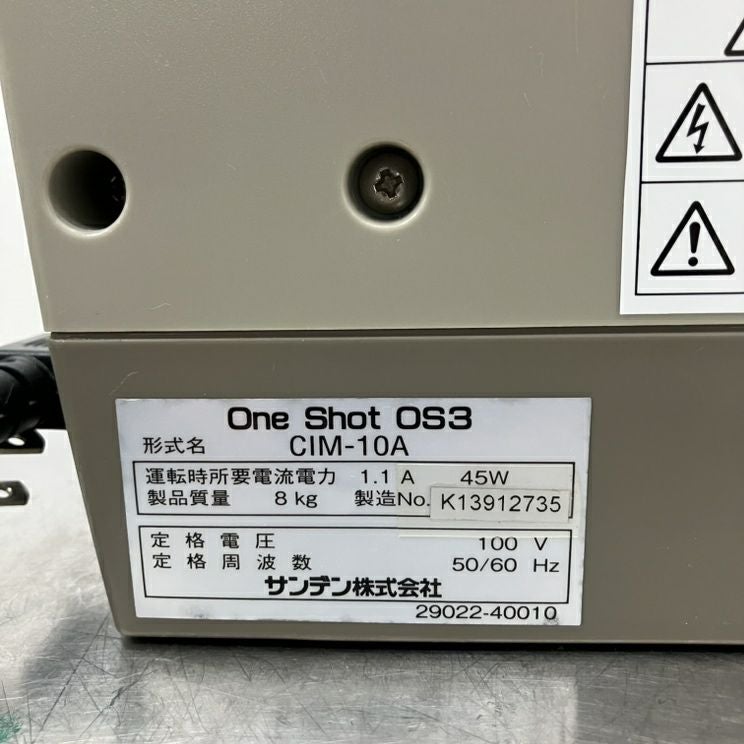 One Shot OS3
形式名 CIM-10A
運転時所要電流電力 1.1 A 45W
製品質量 8 kg 製造No. K13912735
定格電圧 100 V
定格周波数 50/60 Hz
サンデン株式会社
29022-40010